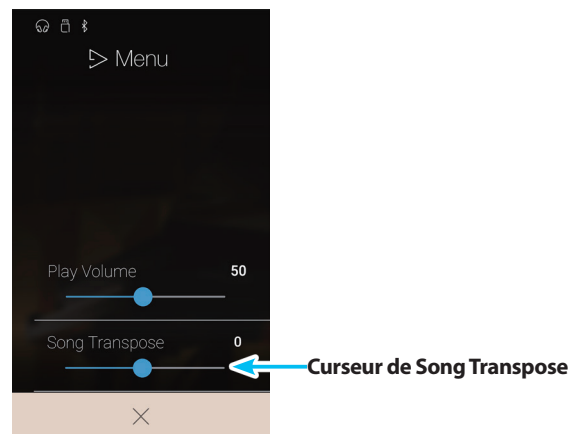 Menu
Play Volume 50
Song Transpose 0
Curseur de Song Transpose